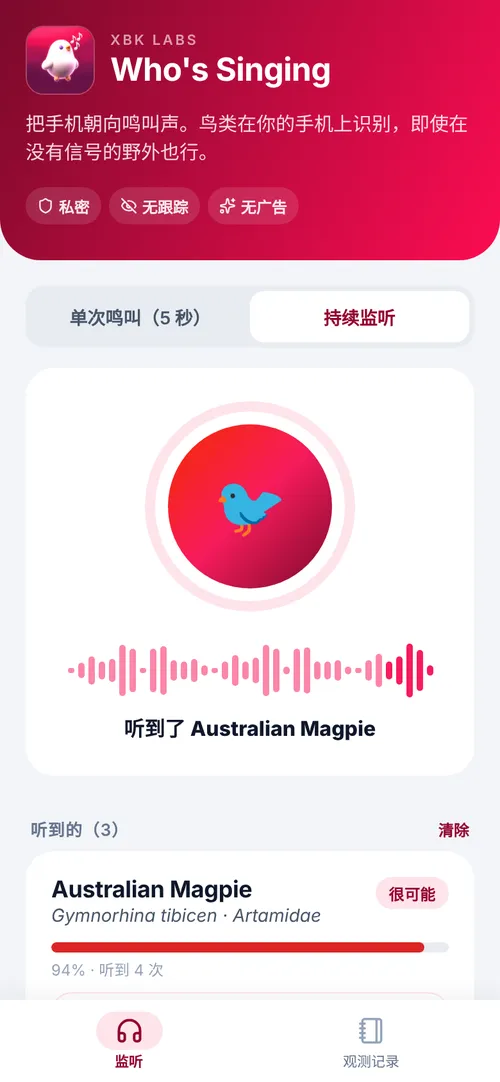 XBK LABS
Who's Singing
把手机朝向鸣叫声。鸟类在你的手机上识别，即使在
没有信号的野外也行。
私密
无跟踪
无广告
单次鸣叫（5 秒）
持续监听
听到了 Australian Magpie
听到的（3）
清除
Australian Magpie
很可能
Gymnorhina tibicen · Artamidae
94% · 听到 4 次
监听
观测记录